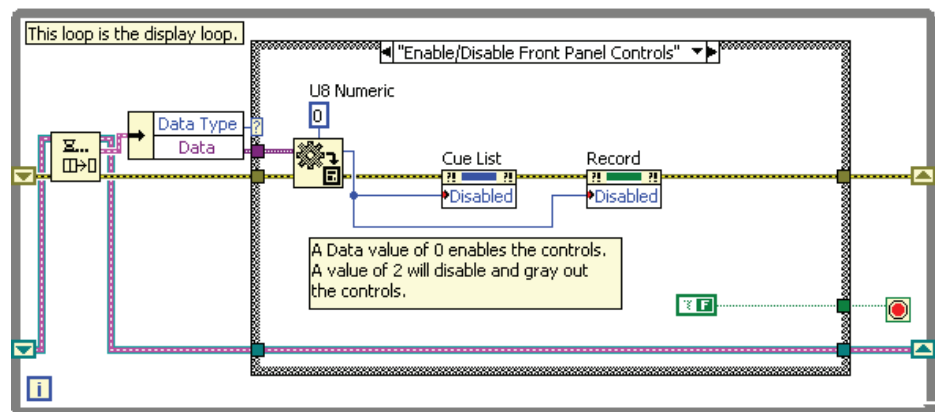 This loop is the display loop.
"Enable/Disable Front Panel Controls"
U8 Numeric
0
Data Type
?
Data
Cue List
Record
?! ?!
?! ?!
Disabled
Disabled
A Data value of 0 enables the controls.
A value of 2 will disable and gray out
the controls.
F
i